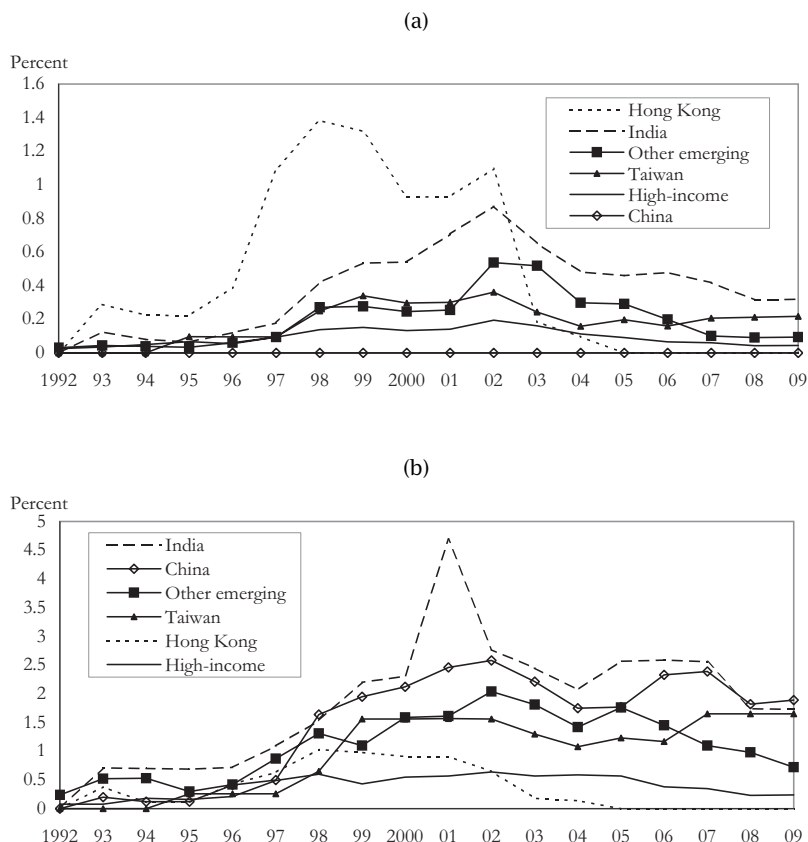 (a)
Percent
1.6
1.4
1.2
1
0.8
0.6
0.4
0.2
0
Hong Kong
India
Other emerging
Taiwan
High-income
China
1992 93 94 95 96 97 98 99 2000 01 02 03 04 05 06 07 08 09
(b)
Percent
5
4.5
4
3.5
3
2.5
2
1.5
1
0.5
0
India
China
Other emerging
Taiwan
Hong Kong
High-income
1992 93 94 95 96 97 98 99 2000 01 02 03 04 05 06 07 08 09